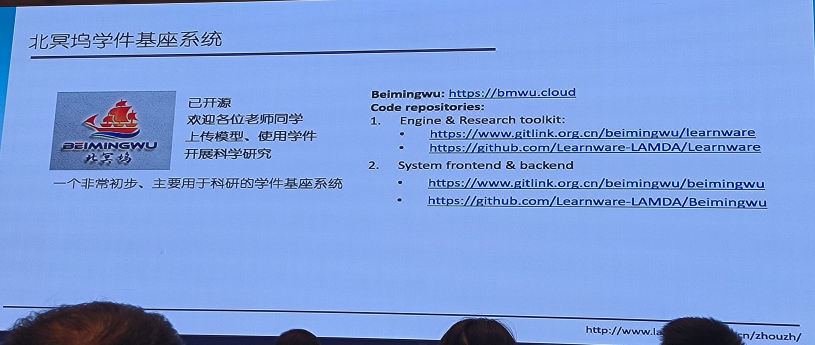 北冥坞学件基座系统
BEIMINGWU
北冥坞
已开源
欢迎各位老师同学
上传模型、使用学件
开展科学研究
一个非常初步、主要用于科研的学件基座系统
Beimingwu: https://bmwu.cloud
Code repositories:
1. Engine & Research toolkit:
• https://www.gitlink.org.cn/beimingwu/learnware
• https://github.com/Learnware-LAMDA/Learnware
2. System frontend & backend
• https://www.gitlink.org.cn/beimingwu/beimingwu
• https://github.com/Learnware-LAMDA/Beimingwu
http://www.la cn/zhouzh/